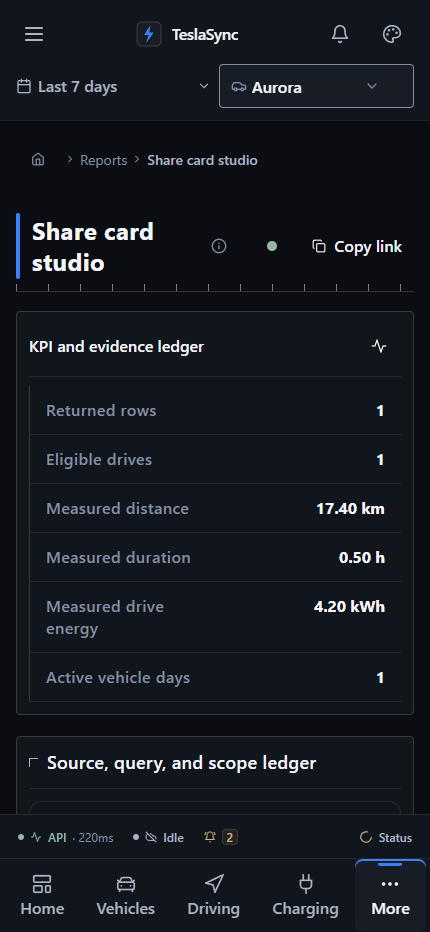 TeslaSync
Last 7 days
Aurora
Reports
Share card studio
Share card
studio
Copy link
KPI and evidence ledger
Returned rows 1
Eligible drives 1
Measured distance 17.40 km
Measured duration 0.50 h
Measured drive 4.20 kWh
energy
Active vehicle days 1
Source, query, and scope ledger
API · 220ms Idle 2 Status
Home Vehicles Driving Charging More